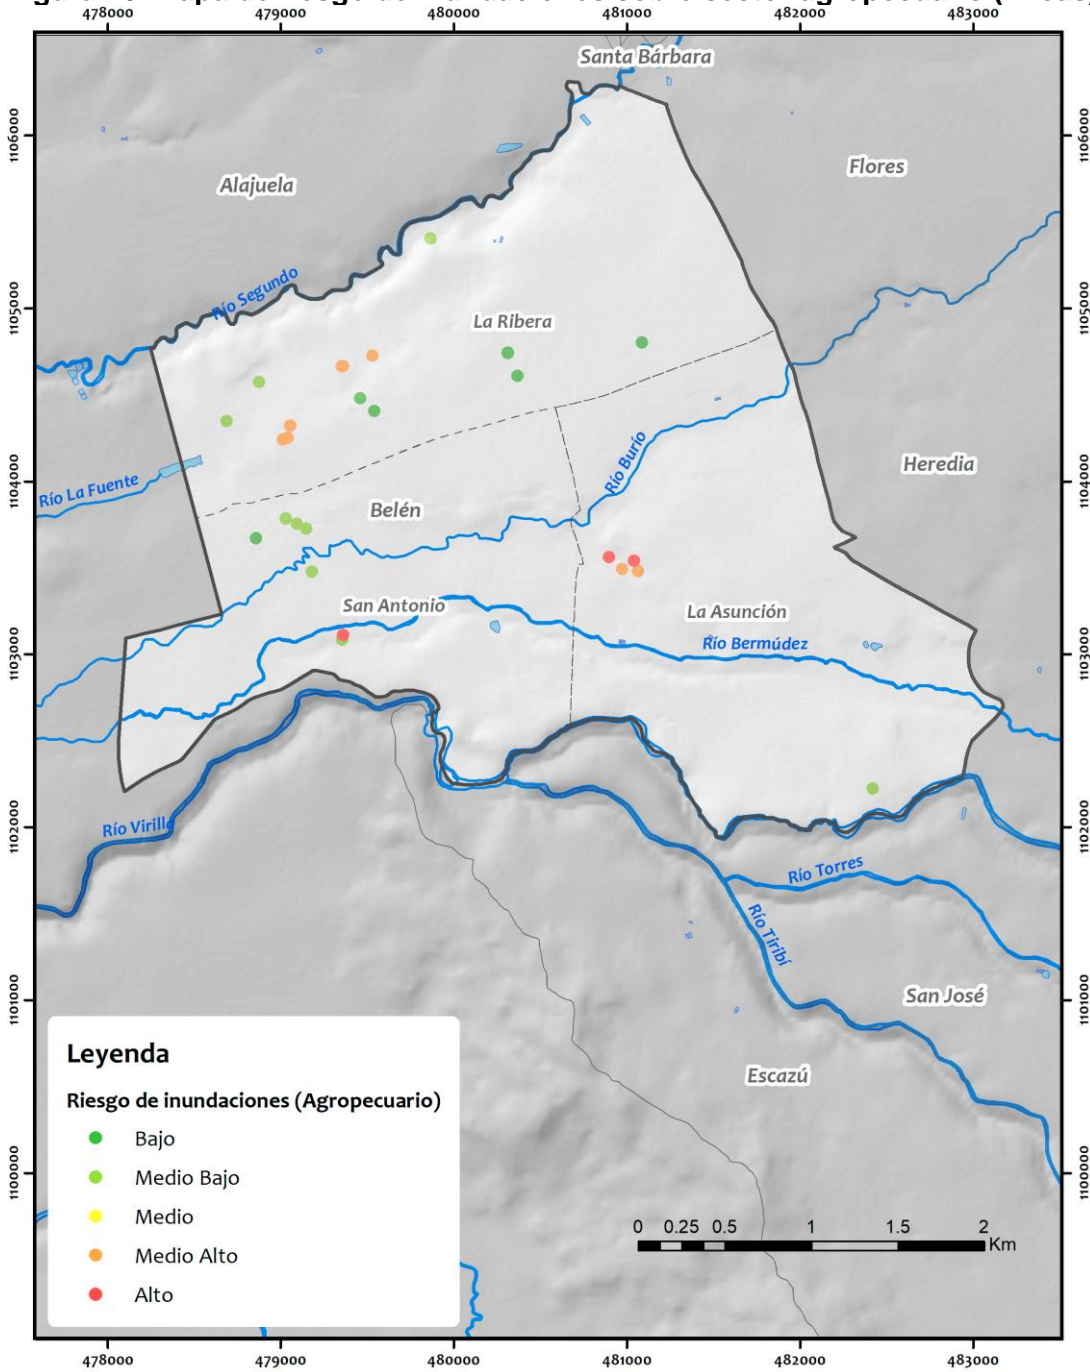 478000 479000 480000 481000 482000 483000
Santa Bárbara
1106000 1106000
Flores
Alajuela
Río Segundo
1105000 1105000
La Ribera
Heredia
Río Burío
1104000 1104000
Río La Fuente
Belén
San Antonio
La Asunción
Río Bermúdez
1103000 1103000
Río Virilla
1102000 1102000
Río Torres
Río Tiribí
San José
1101000 1101000
Escazú
Leyenda
Riesgo de inundaciones (Agropecuario)
Bajo
Medio Bajo
Medio
Medio Alto
Alto
1100000 1100000
0 0.25 0.5 1 1.5 2
Km
478000 479000 480000 481000 482000 483000